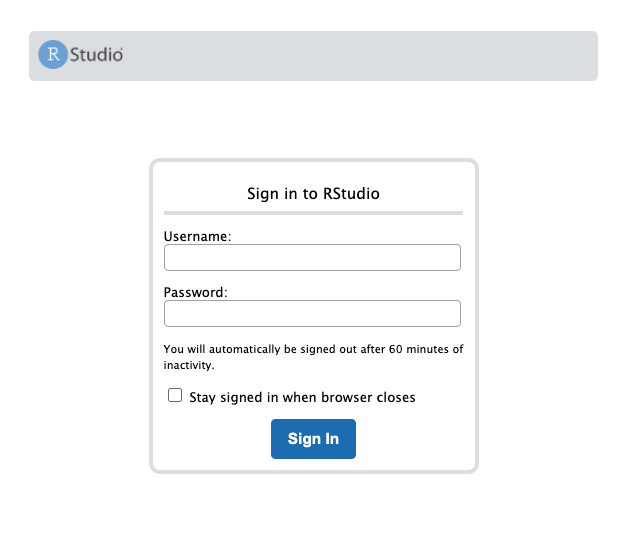 R Studio
Sign in to RStudio
Username:
Password:
You will automatically be signed out after 60 minutes of
inactivity.
Stay signed in when browser closes
Sign In